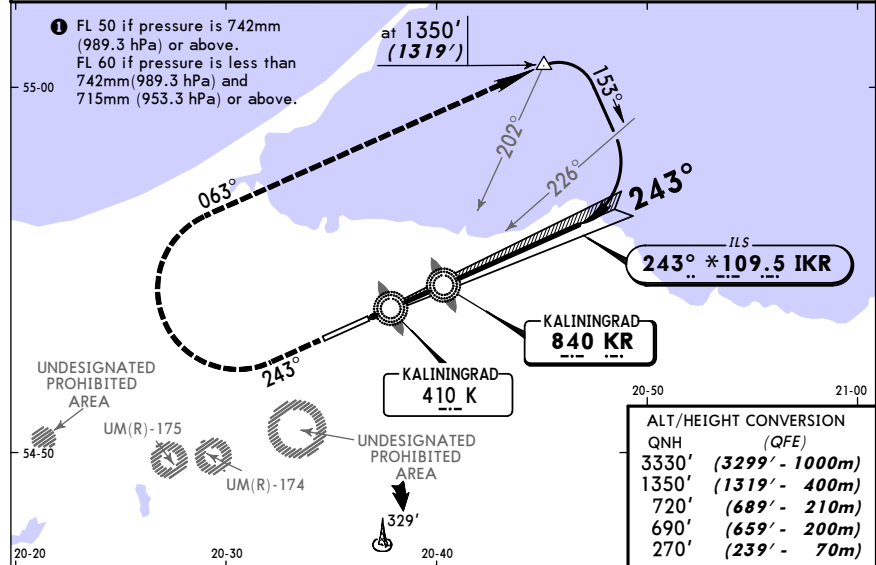 ❶ FL 50 if pressure is 742mm
(989.3 hPa) or above.
FL 60 if pressure is less than
742mm(989.3 hPa) and
715mm (953.3 hPa) or above.
at 1350'
(1319')
55-00
153°
202°
226°
063°
243°
ILS
243° *109.5 IKR
KALININGRAD
840 KR
KALININGRAD
410 K
243°
UNDESIGNATED
PROHIBITED
AREA
UM(R)-175
54-50
UM(R)-174
UNDESIGNATED
PROHIBITED
AREA
329'
20-50
21-00
20-20
20-30
20-40
ALT/HEIGHT CONVERSION
QNH (QFE)
3330' (3299' - 1000m)
1350' (1319' - 400m)
720' (689' - 210m)
690' (659' - 200m)
270' (239' - 70m)